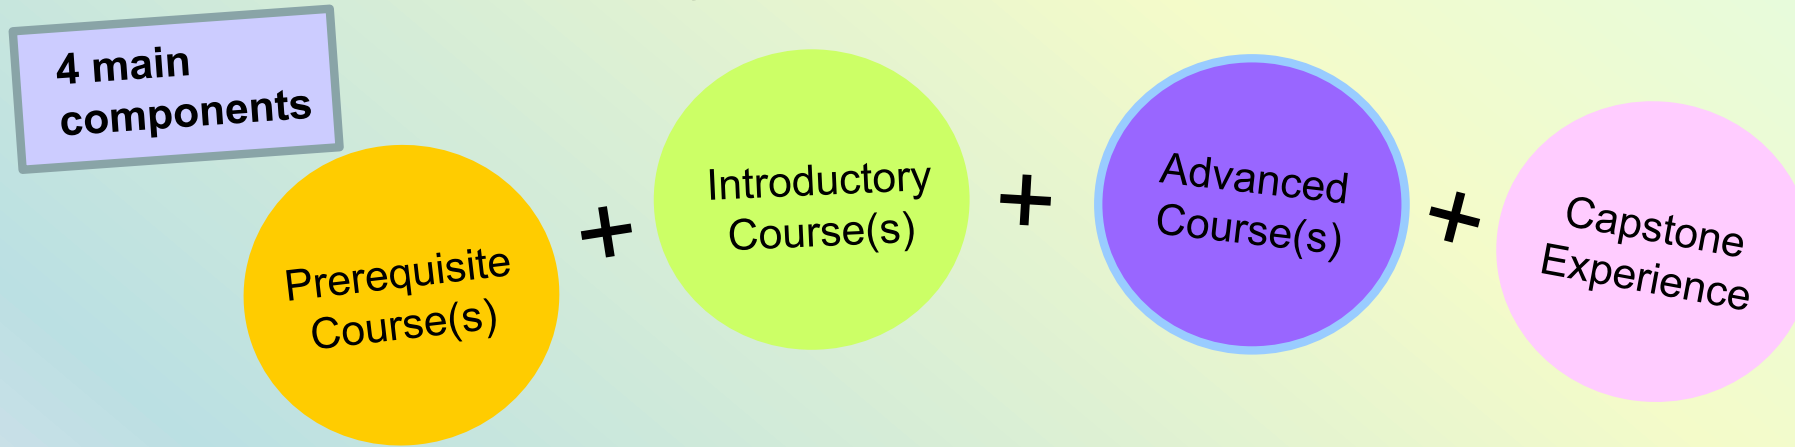 4 main
components
Prerequisite
Course(s)
+
Introductory
Course(s)
+
Advanced
Course(s)
+
Capstone
Experience